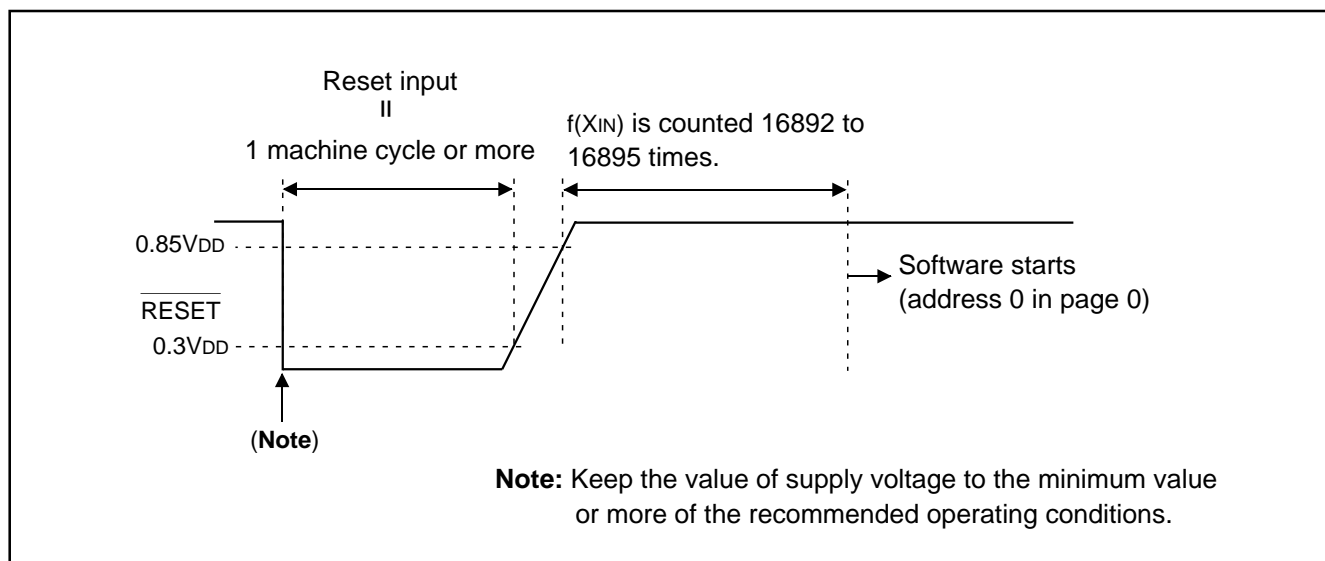 Reset input
=
1 machine cycle or more
f(XIN) is counted 16892 to
16895 times.
0.85VDD
RESET
0.3VDD
Software starts
(address 0 in page 0)
(Note)
Note: Keep the value of supply voltage to the minimum value
or more of the recommended operating conditions.